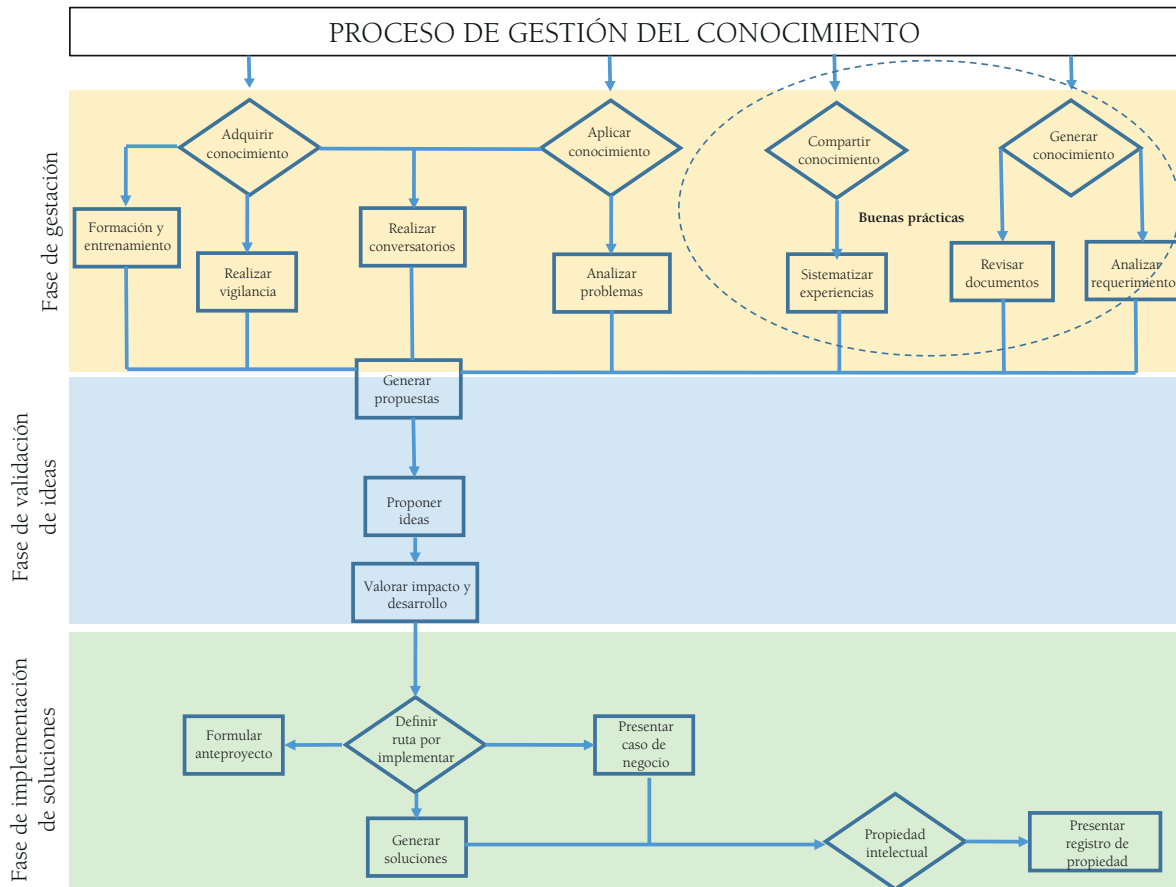 PROCESO DE GESTIÓN DEL CONOCIMIENTO
Fase de gestación
Adquirir
conocimiento
Aplicar
conocimiento
Compartir
conocimiento
Generar
conocimiento
Buenas prácticas
Formación y
entrenamiento
Realizar
vigilancia
Realizar
conversatorios
Analizar
problemas
Sistematizar
experiencias
Revisar
documentos
Analizar
requerimiento
Generar
propuestas
Fase de validación
de ideas
Proponer
ideas
Valorar impacto y
desarrollo
Fase de implementación
de soluciones
Formular
anteproyecto
Definir
ruta por
implementar
Presentar
caso de
negocio
Generar
soluciones
Propiedad
intelectual
Presentar
registro de
propiedad